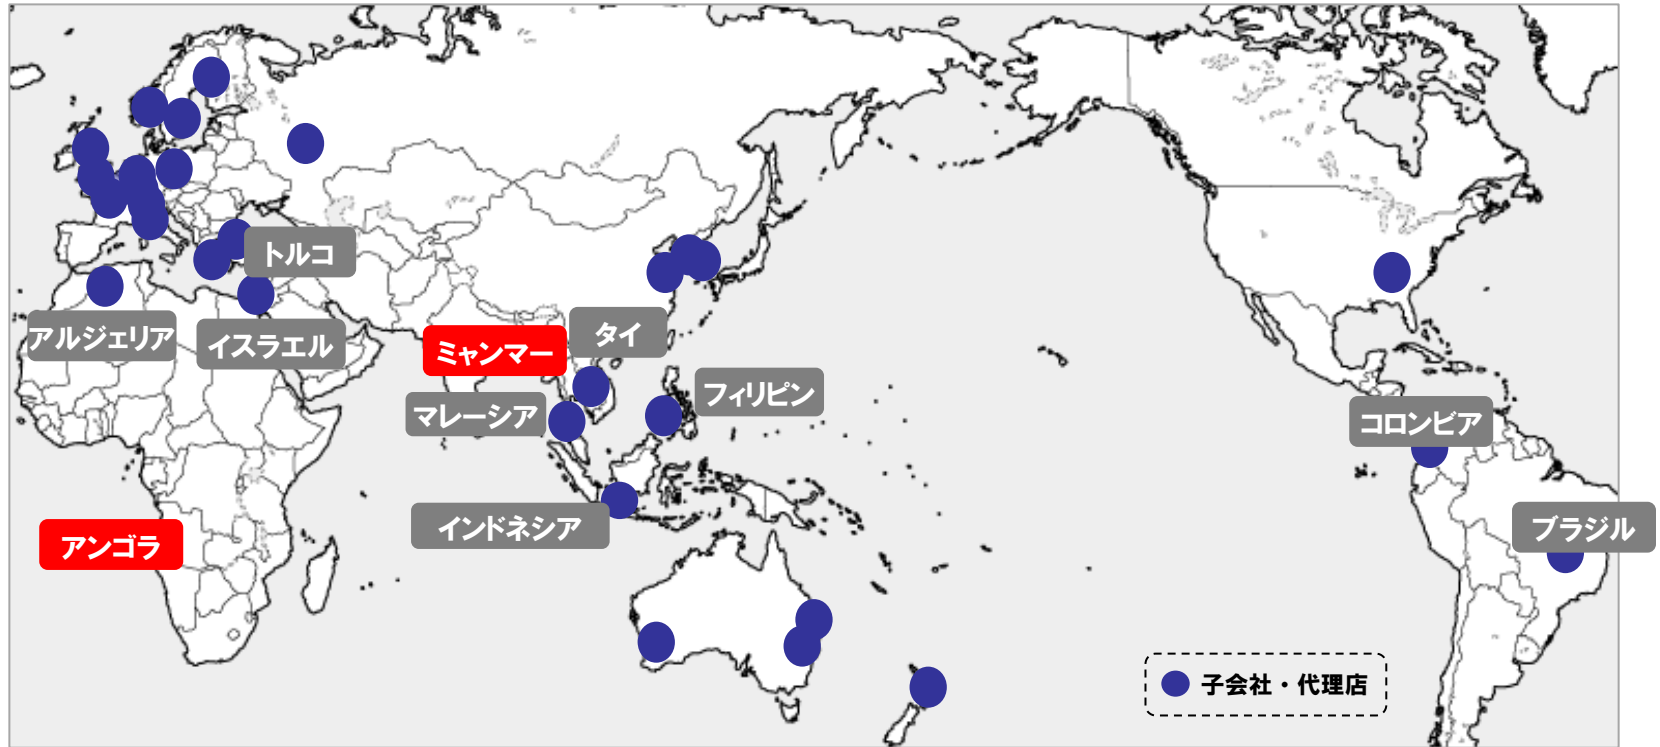 トルコ
アルジェリア
イスラエル
ミャンマー
タイ
マレーシア
フィリピン
コロンビア
インドネシア
アンゴラ
ブラジル
子会社・代理店